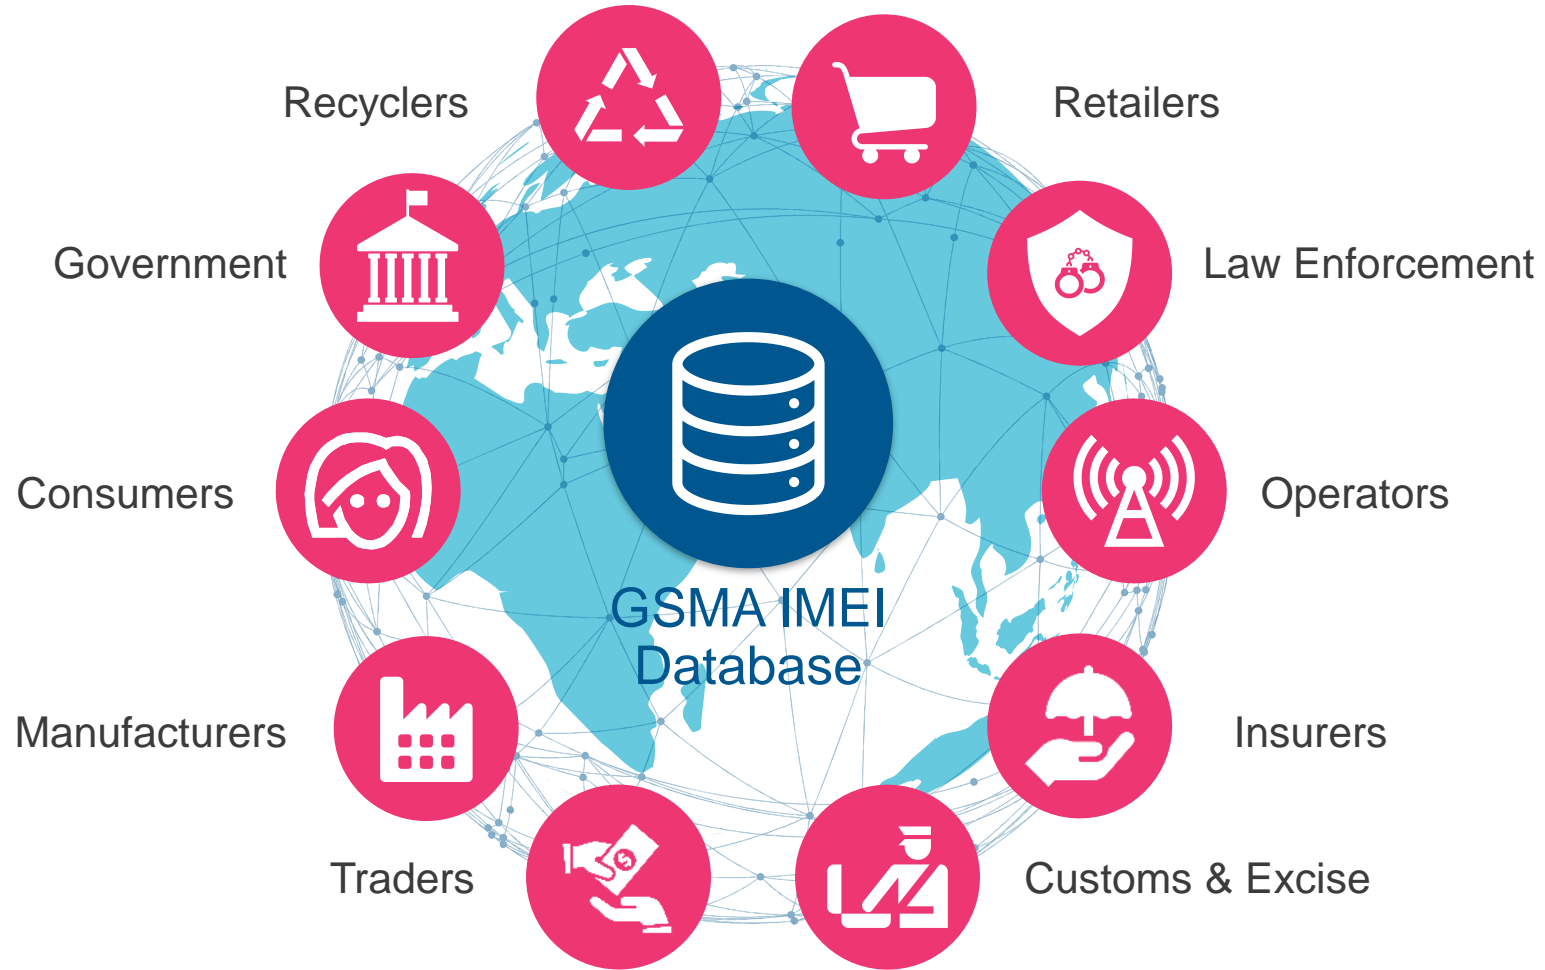 Recyclers
Retailers
Government
Law Enforcement
Consumers
Operators
GSMA IMEI
Database
Manufacturers
Insurers
Traders
Customs & Excise